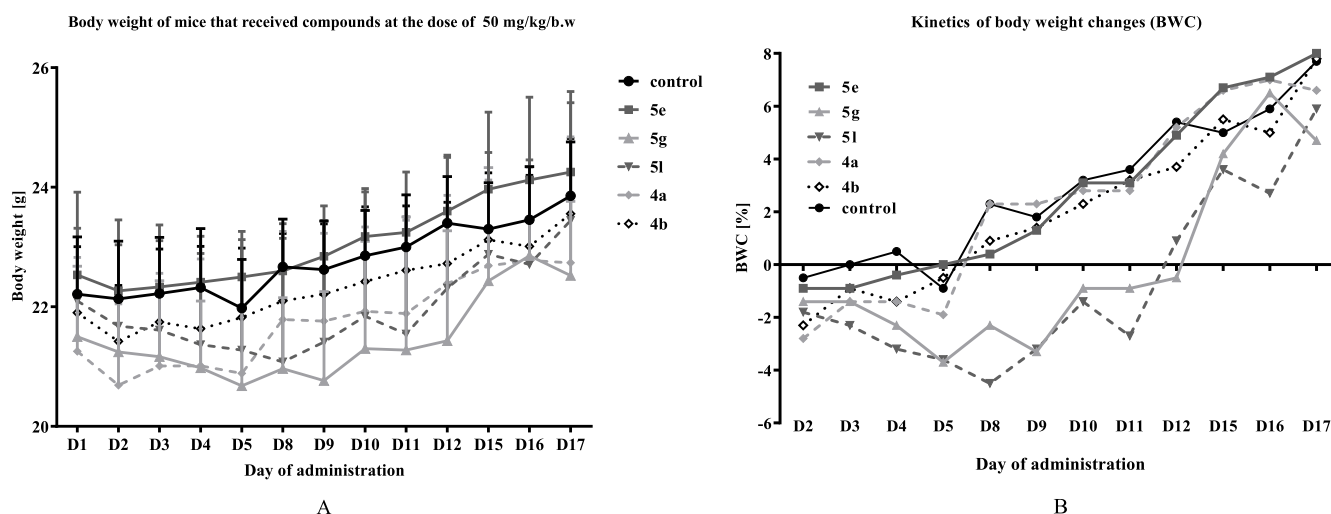 Body weight of mice that received compounds at the dose of 50 mg/kg/b.w
26
24
22
20
Body weight [g]
D1 D2 D3 D4 D5 D8 D9 D10 D11 D12 D15 D16 D17
Day of administration
control
5e
5g
5l
4a
4b
A
Kinetics of body weight changes (BWC)
8
6
4
2
0
-2
-4
-6
BWC [%]
5e
5g
5l
4a
4b
control
D2 D3 D4 D5 D8 D9 D10 D11 D12 D15 D16 D17
Day of administration
B